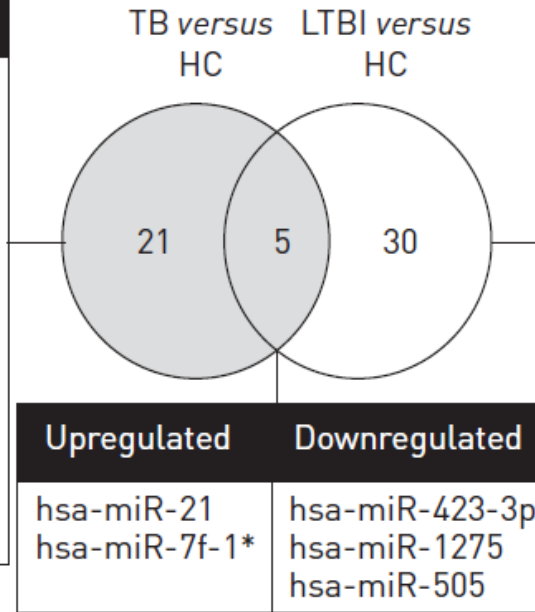 TB versus LTBI versus
HC HC
21 5 30
Upregulated Downregulated
hsa-miR-21 hsa-miR-423-3p
hsa-miR-7f-1* hsa-miR-1275
hsa-miR-505